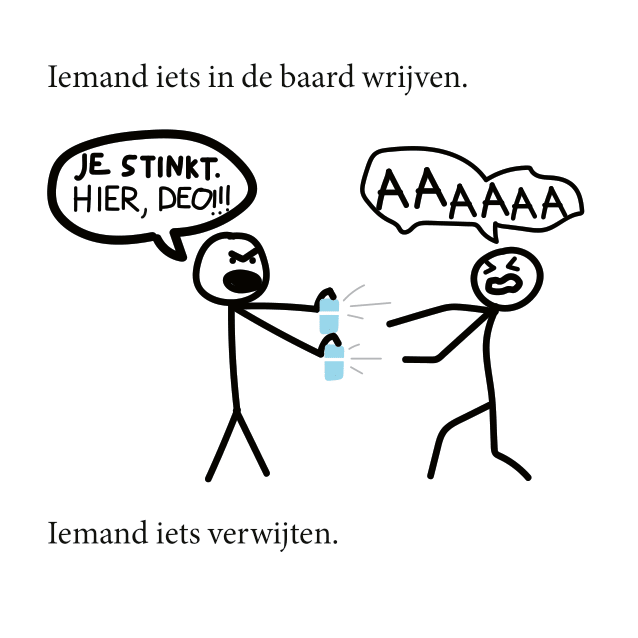 Iemand iets in de baard wrijven.
JE STINKT.
HIER, DEO!!!
AAAAAA
Iemand iets verwijten.